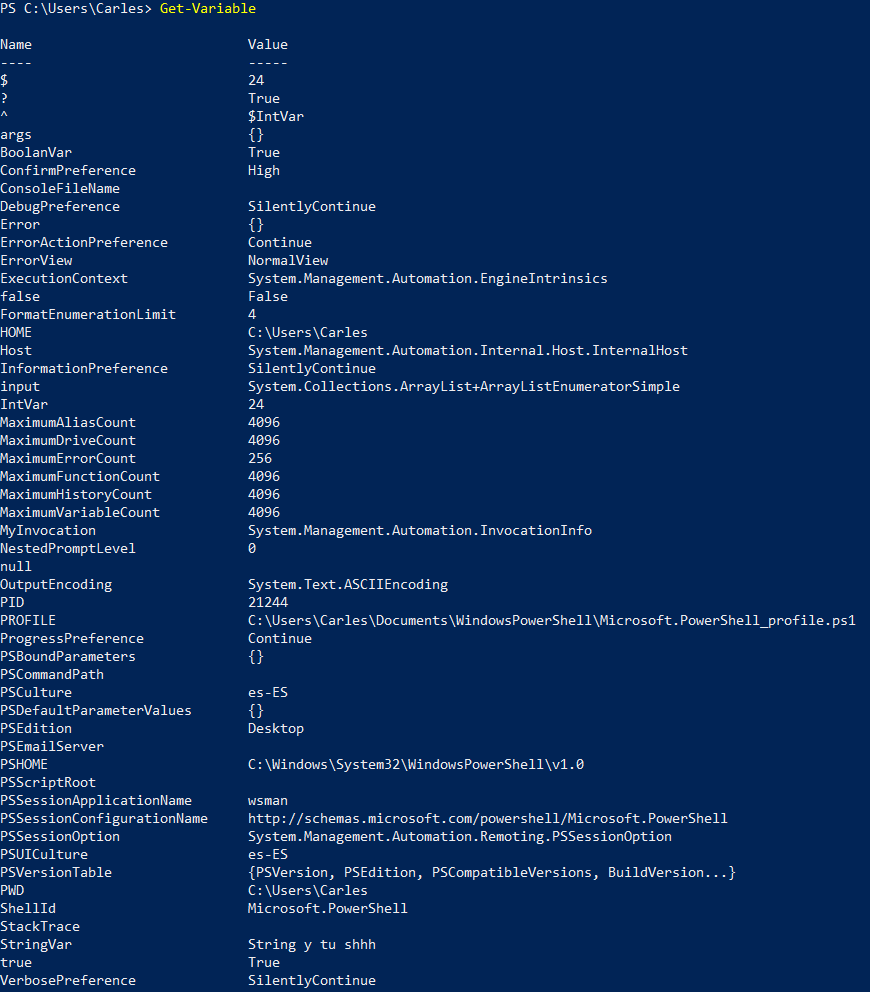 PS C:\Users\Carles> Get-Variable
Name                           Value
----                           -----
$                              24
?                              True
^                              $IntVar
args                           {}
BoolanVar                      True
ConfirmPreference              High
ConsoleFileName
DebugPreference                SilentlyContinue
Error                          {}
ErrorActionPreference          Continue
ErrorView                      NormalView
ExecutionContext               System.Management.Automation.EngineIntrinsics
false                          False
FormatEnumerationLimit         4
HOME                           C:\Users\Carles
Host                           System.Management.Automation.Internal.Host.InternalHost
InformationPreference          SilentlyContinue
input                          System.Collections.ArrayList+ArrayListEnumeratorSimple
IntVar                         24
MaximumAliasCount              4096
MaximumDriveCount              4096
MaximumErrorCount              256
MaximumFunctionCount           4096
MaximumHistoryCount            4096
MaximumVariableCount           4096
MyInvocation                   System.Management.Automation.InvocationInfo
NestedPromptLevel              0
null
OutputEncoding                 System.Text.ASCIIEncoding
PID                            21244
PROFILE                        C:\Users\Carles\Documents\WindowsPowerShell\Microsoft.PowerShell_profile.ps1
ProgressPreference             Continue
PSBoundParameters              {}
PSCommandPath
PSCulture                      es-ES
PSDefaultParameterValues       {}
PSEdition                      Desktop
PSEmailServer
PSHOME                         C:\Windows\System32\WindowsPowerShell\v1.0
PSScriptRoot
PSSessionApplicationName       wsman
PSSessionConfigurationName     http://schemas.microsoft.com/powershell/Microsoft.PowerShell
PSSessionOption                System.Management.Automation.Remoting.PSSessionOption
PSUICulture                    es-ES
PSVersionTable                 {PSVersion, PSEdition, PSCompatibleVersions, BuildVersion...}
PWD                            C:\Users\Carles
ShellId                        Microsoft.PowerShell
StackTrace
StringVar                      String y tu shhh
true                           True
VerbosePreference              SilentlyContinue